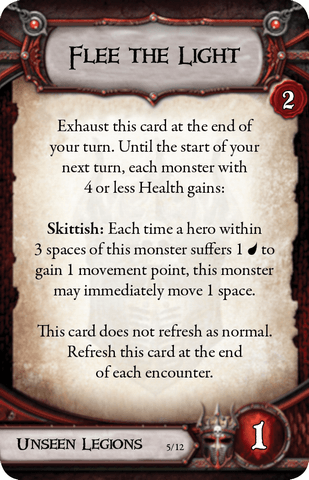 Flee the Light
2
Exhaust this card at the end of
your turn. Until the start of your
next turn, each monster with
4 or less Health gains:
Skittish: Each time a hero within
3 spaces of this monster suffers 1 to
gain 1 movement point, this monster
may immediately move 1 space.
This card does not refresh as normal.
Refresh this card at the end
of each encounter.
Unseen Legions 5/12
1